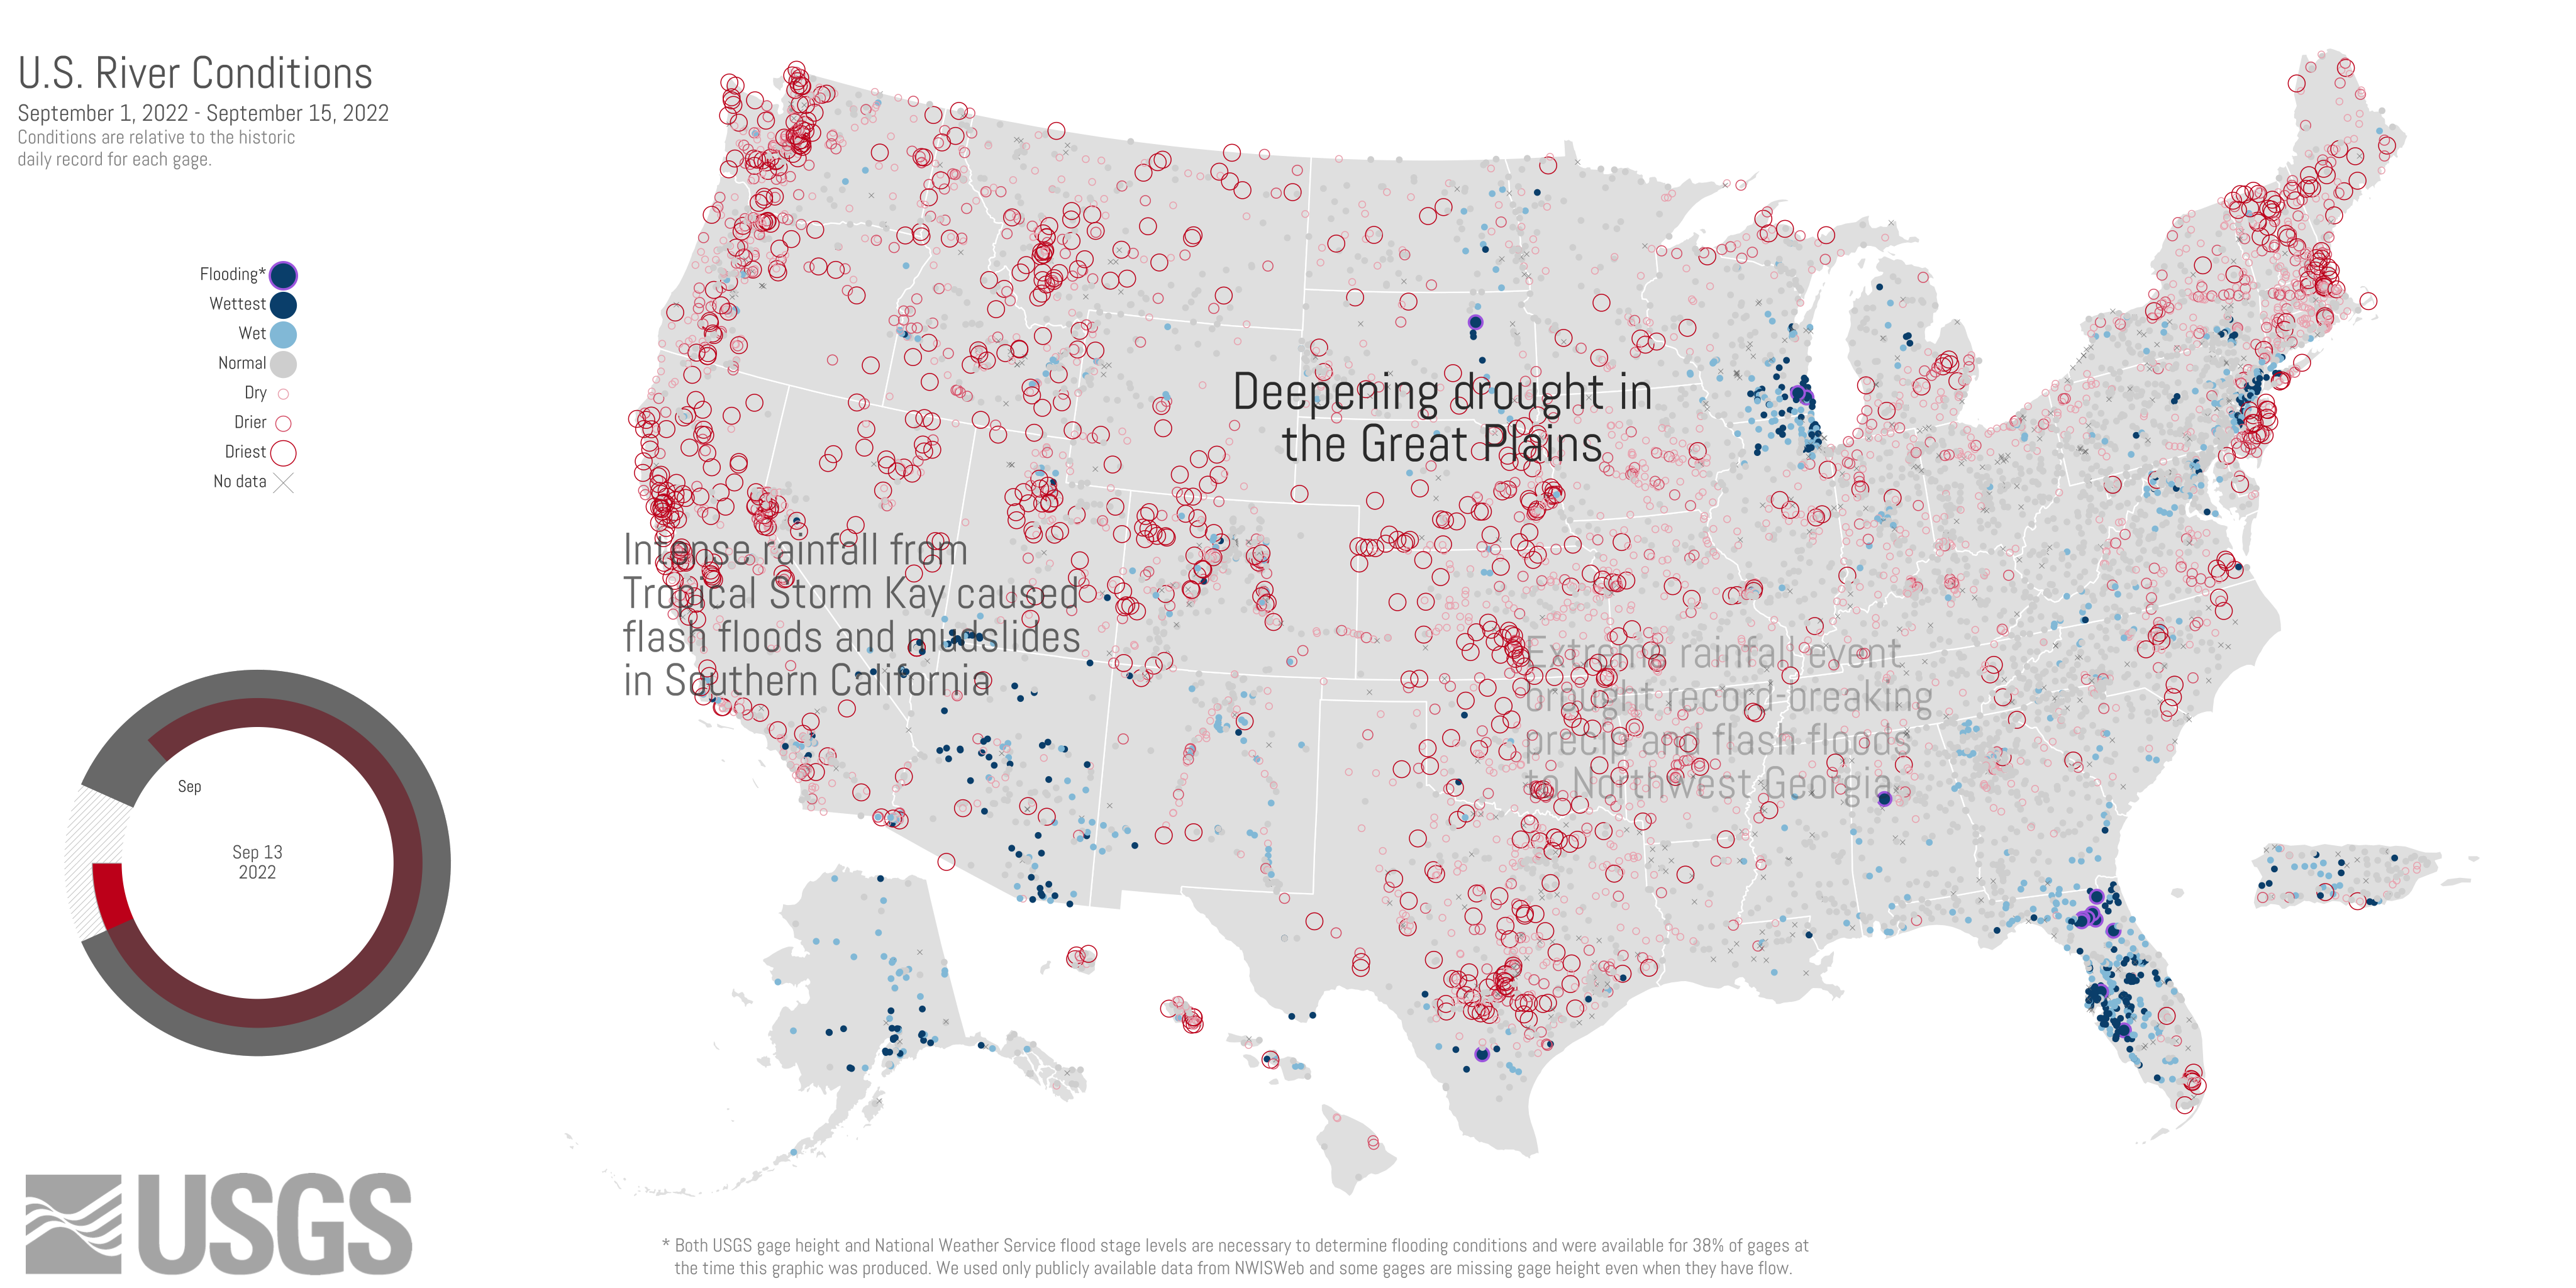 U.S. River Conditions
September 1, 2022 - September 15, 2022
Conditions are relative to the historic
daily record for each gage.
Flooding*
Wettest
Wet
Normal
Dry
Drier
Driest
No data
Deepening drought in
the Great Plains
Intense rainfall from
Tropical Storm Kay caused
flash floods and mudslides
in Southern California
Extreme rainfall event
brought record-breaking
precip and flash floods
to Northwest Georgia
Sep
Sep 13
2022
USGS
* Both USGS gage height and National Weather Service flood stage levels are necessary to determine flooding conditions and were available for 38% of gages at
the time this graphic was produced. We used only publicly available data from NWISWeb and some gages are missing gage height even when they have flow.